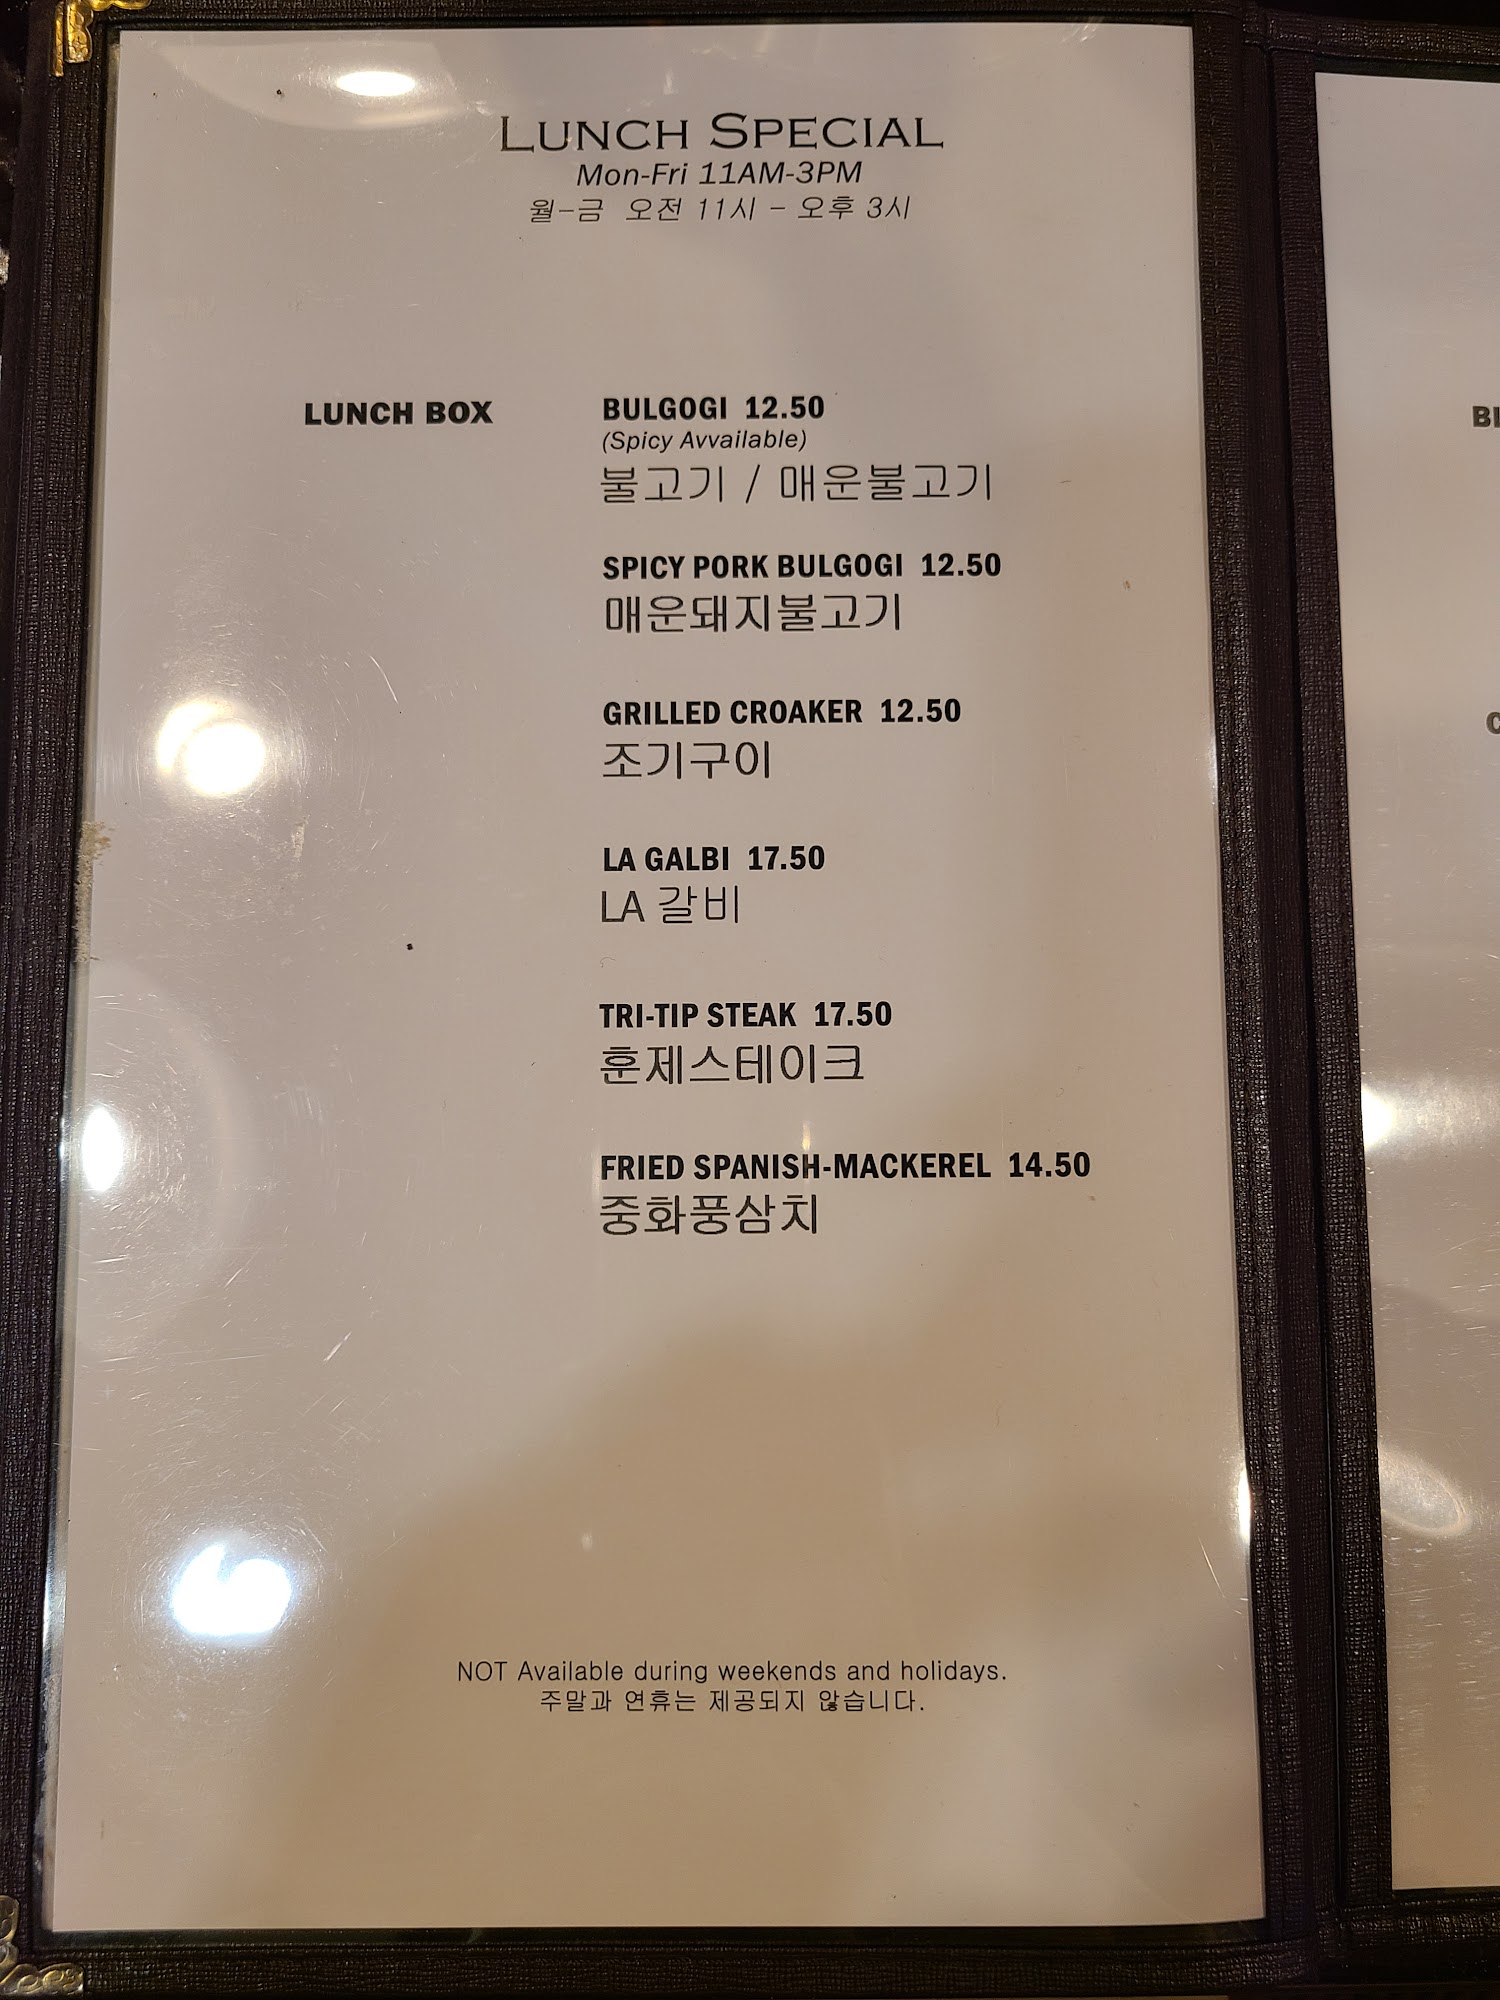 LUNCH SPECIAL
Mon-Fri 11AM-3PM
월-금 오전 11시 - 오후 3시
LUNCH BOX
BULGOGI 12.50
(Spicy Avvailable)
불고기 / 매운불고기
SPICY PORK BULGOGI 12.50
매운돼지불고기
GRILLED CROAKER 12.50
조기구이
LA GALBI 17.50
LA 갈비
TRI-TIP STEAK 17.50
훈제스테이크
FRIED SPANISH-MACKEREL 14.50
중화풍삼치
NOT Available during weekends and holidays.
주말과 연휴는 제공되지 않습니다.